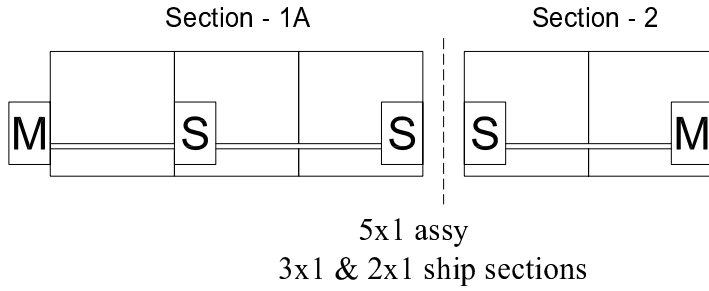 Section - 1A Section - 2
M S S S M
5x1 assy
3x1 & 2x1 ship sections